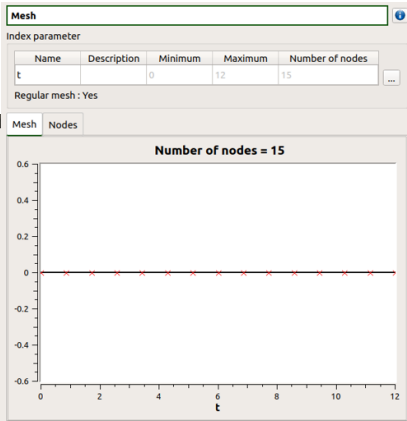 Mesh
Index parameter
Name Description Minimum Maximum Number of nodes
t 0 12 15
...
Regular mesh : Yes
Mesh Nodes
Number of nodes = 15
0.6
0.4
0.2
0
-0.2
-0.4
-0.6
0 2 4 6 8 10 12
t